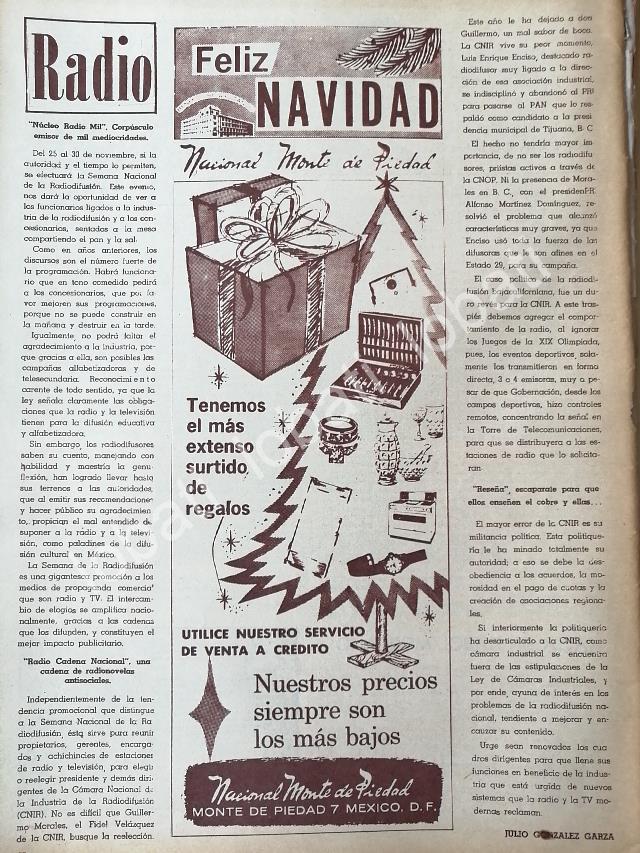 Radio
"Núcleo Radio Mil", Corpúsculo
emisor de mil mediocridades.
Del 25 al 30 de noviembre, si la
autoridad y el tiempo lo permiten,
se efectuará la Semana Nacional
de la Radiodifusión. Este evento,
nos dará la oportunidad de ver a
los funcionarios ligados a la indus-
tria de la radiodifusión y a los con-
cesionarios, sentados a la mesa
compartiendo el pan y la sal.
Como en años anteriores, los
discursos son el número fuerte de
la programación. Habrá funciona-
rio que en tono comedido pedirá
a los concesionarios, que por fa-
vor mejoren sus programaciones,
porque no se puede construir en
la mañana y destruir en la tarde.
Igualmente, no podrá faltar el
agradecimiento a la Industria, por-
que gracias a ella, son posibles las
campañas alfabetizadoras y de
telesecundaria. Reconocimiento
carente de todo sentido, ya que la
ley señala claramente las obliga-
ciones que la radio y la televisión
tienen para la difusión educativa
y alfabetizadora.
Sin embargo, los radiodifusores
saben su cuento, manejando con
habilidad y maestría la genu-
flexión, han logrado llevar hasta
sus terrenos a las autoridades,
que al emitir sus recomendaciones
y hacer público su agradecimien-
to, propician el mal entendido de
suponer a la radio y a la televi-
sión, como paladines de la difu-
sión cultural en México.
La Semana de la Radiodifusión
es una gigantesca promoción a los
medios de propaganda comercial
que son radio y TV. El intercam-
bio de elogios se amplifica nacio-
nalmente, gracias a las cadenas
que los difunden, y constituyen el
mejor impacto publicitario.
"Radio Cadena Nacional", una
cadena de radionovelas
antisociales.
Independientemente de la ten-
dencia promocional que distingue
a la Semana Nacional de la Ra
diodifusión, ésta sirve para reunir
propietarios, gerentes, encarga-
dos y achichincles de estaciones
de radio y televisión, para elegir
o reelegir presidente y demás diri-
gentes de la Cámara Nacional de
la Industria de la Radiodifusión
(CNIR). No es difícil que Guiller-
mo Morales, el Fidel Velázquez
de la CNIR, busque la reelección.
Feliz
NAVIDAD
Nacional Monte de Piedad
Tenemos
el más
extenso
surtido
de
regalos
UTILICE NUESTRO SERVICIO
DE VENTA A CREDITO
Nuestros precios
siempre son
los más bajos
Nacional Monte de Piedad
MONTE DE PIEDAD 7 MEXICO, D. F.
Este año le ha dejado a don
Guillermo, un mal sabor de boca.
La CNIR vive su peor momento,
Luis Enrique Enciso, destacado ra
diodifusor muy ligado a la direc-
ción de esa asociación industrial,
se indisciplinó y abandonó al PRI
para pasarse al PAN que lo res-
paldó como candidato a la presi
dencia municipal de Tijuana, B. C
El hecho no tendría mayor im
portancia, de no ser los radiodifu
sores, priistas activos a través de
la CNOP. Ni la presencia de Mora-
les en B. C., con el presidenPR
Alfonso Martínez Domínguez, re-
solvió el problema que alcanzó
características muy graves, ya que
Enciso usó toda la fuerza de las
difusoras que le son afines en el
Estado 29, para su campaña.
El caso político de la radiodi-
fusión bajacaliforniana, fue un du-
ro revés para la CNIR. A este tras-
piés, debemos agregar el compor-
tamiento de la radio, al ignorar
los Juegos de la XIX Olimpiada,
pues, los eventos deportivos, sola-
mente los transmitieron en forma
directa, 3 o 4 emisoras, muy a pe-
sar de que Gobernación, desde los
campos deportivos, hizo controles
remotos, concentrando la señal en
la Torre de Telecomunicaciones,
para que se distribuyera a las es-
taciones de radio que lo solicita-
ran
"Reseña", escaparate para que
ellos enseñen el cobre y ellas...
El mayor error de la CNIR es su
militancia política. Esta politique-
ría le ha minado totalmente su
autoridad; a eso se debe la des-
obediencia a los acuerdos, la mo-
rosidad en el pago de cuotas y la
creación de asociaciones regiona-
les.
Si interiormente la politiquería
ha desarticulado a la CNIR, como
cámara industrial se encuentra
fuera de las estipulaciones de la
Ley de Cámaras Industriales, y
por ende, ayuna de interés en los
problemas de la radiodifusión na-
cional, tendiente a mejorar y en-
cauzar su contenido.
Urge sean renovados los cua
dros dirigentes para que llene sus
funciones en beneficio de la indus-
tria que está urgida de nuevos
sistemas que la radio y la TV mo-
dernas reclaman.
JULIO GONZALEZ GARZA